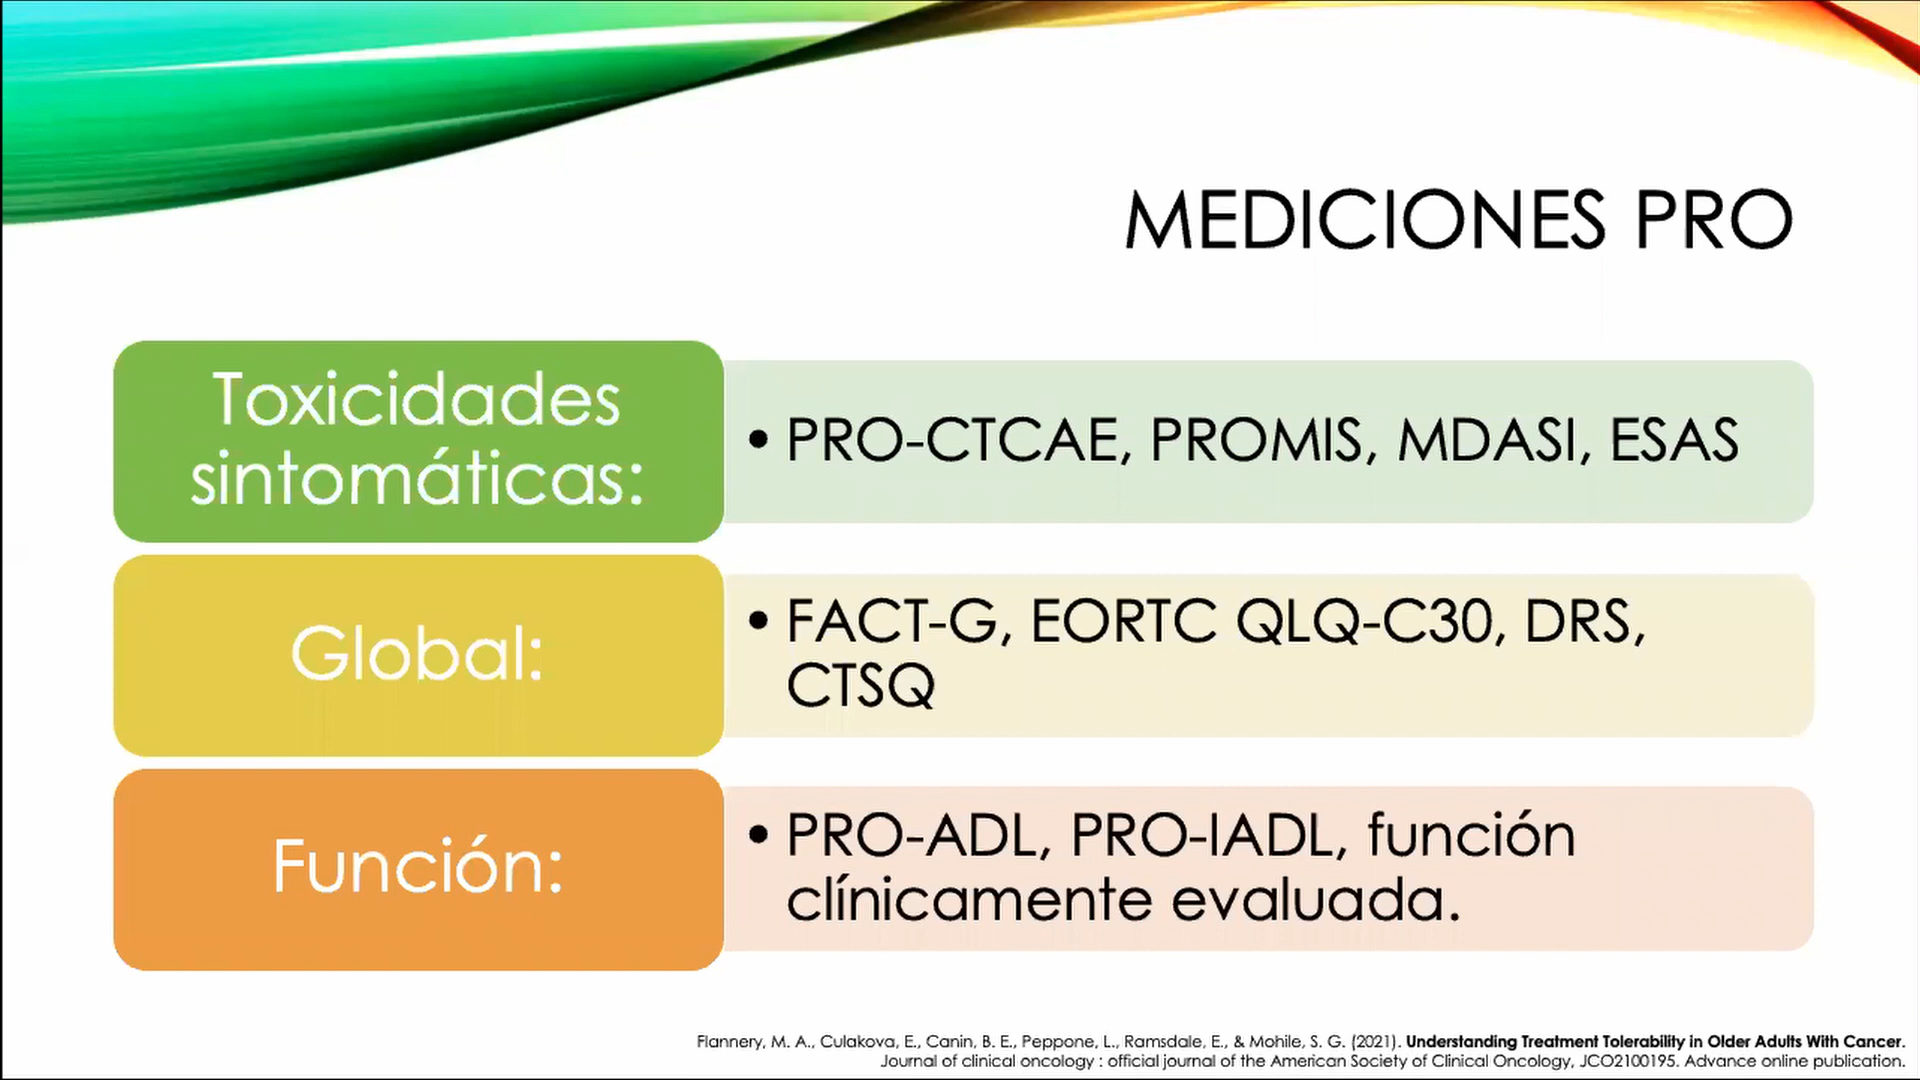 MEDICIONES PRO
Toxicidades
sintomáticas:
• PRO-CTCAE, PROMIS, MDASI, ESAS
Global:
• FACT-G, EORTC QLQ-C30, DRS,
CTSQ
Función:
• PRO-ADL, PRO-IADL, función
clínicamente evaluada.
Flannery, M. A., Culakova, E., Canin, B. E., Peppone, L., Ramsdale, E., & Mohile, S. G. (2021). Understanding Treatment Tolerability in Older Adults With Cancer.
Journal of clinical oncology : official journal of the American Society of Clinical Oncology, JCO2100195. Advance online publication.